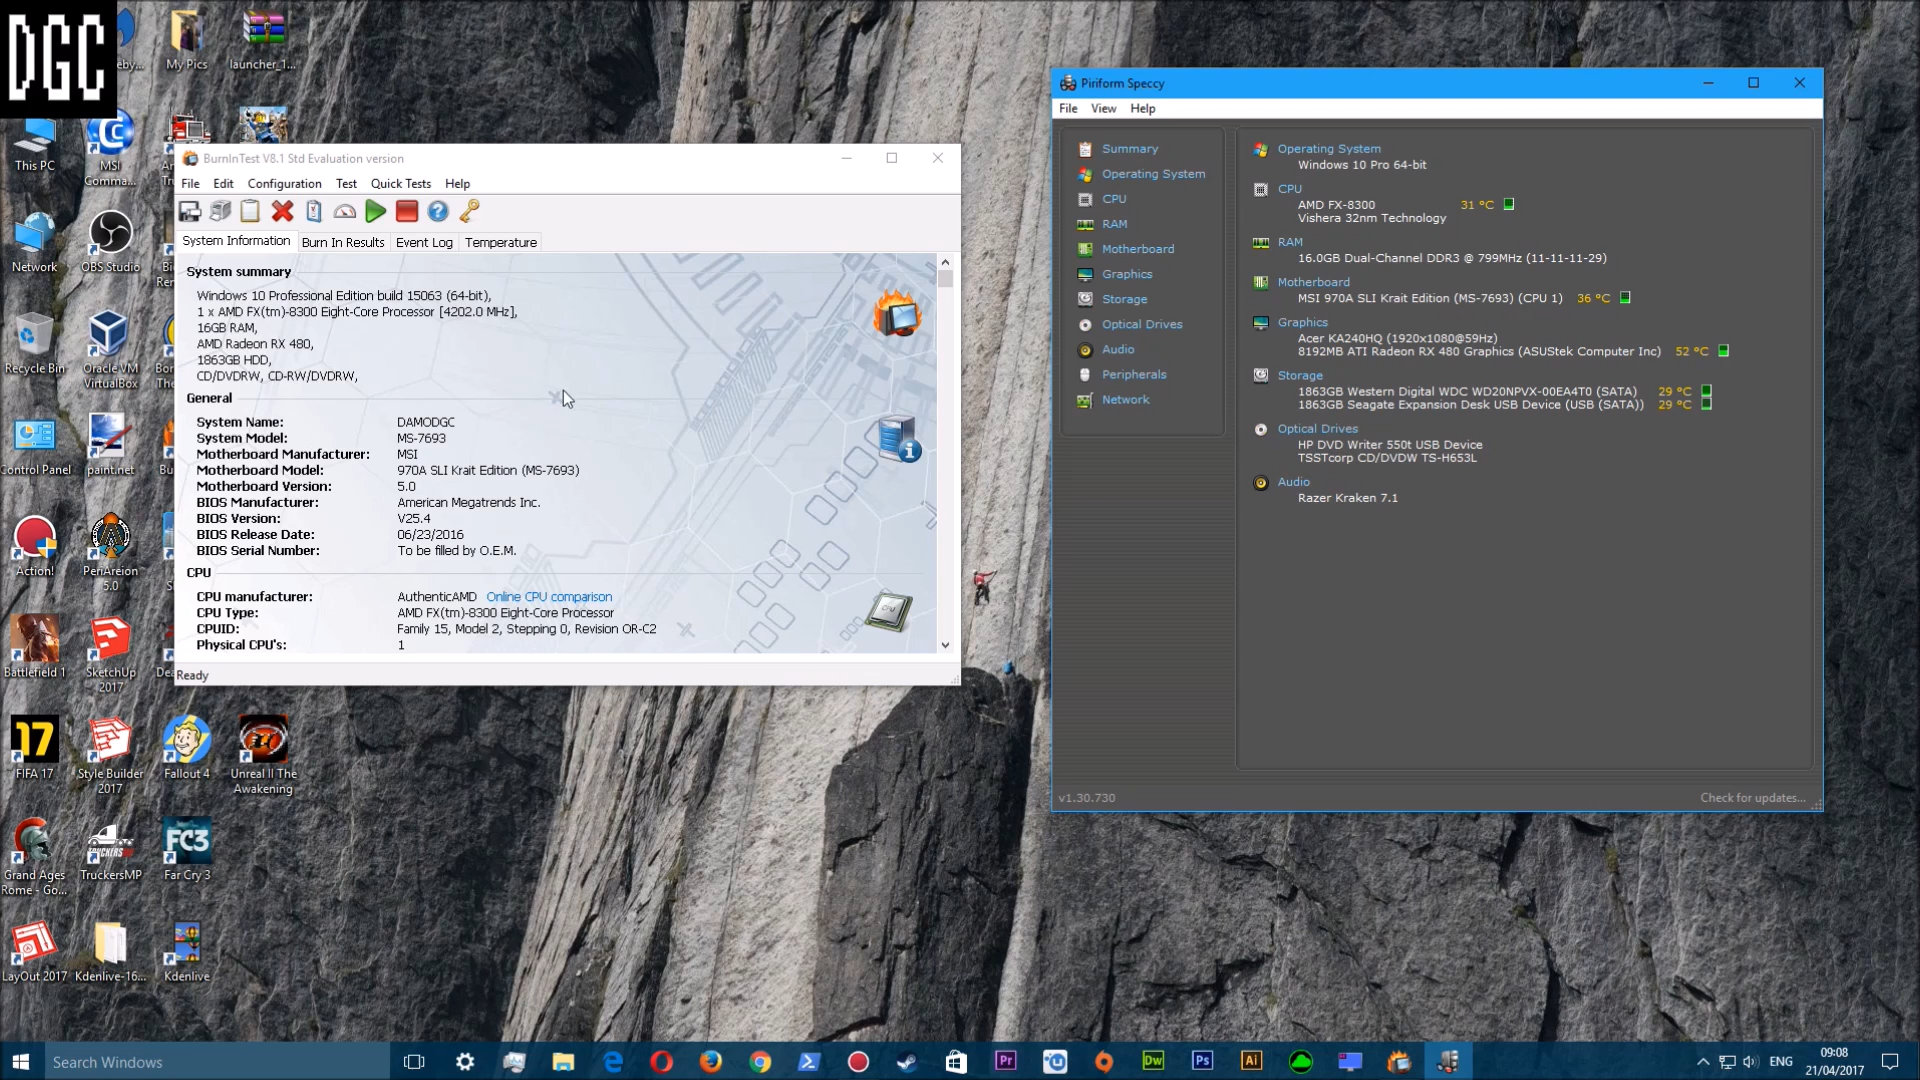 DGC
eby...
My Pics
launcher_1...
This PC
MSI
Comma...
Ar
Tru
Network
OBS Studio
Bi
Ren
Recycle Bin
Oracle VM
VirtualBox
Bor
The
Control Panel
paint.net
Bu
Action!
PeriAreion
5.0
Battlefield 1
SketchUp
2017
Dea
17
FIFA 17
Style Builder
2017
Fallout 4
Unreal II The
Awakening
Grand Ages
Rome - Go...
TRUCKERS
TruckersMP
FC3
Far Cry 3
LayOut 2017
Kdenlive-16...
Kdenlive
BurnInTest V8.1 Std Evaluation version
File Edit Configuration Test Quick Tests Help
System Information Burn In Results Event Log Temperature
System summary
Windows 10 Professional Edition build 15063 (64-bit),
1 x AMD FX(tm)-8300 Eight-Core Processor [4202.0 MHz],
16GB RAM,
AMD Radeon RX 480,
1863GB HDD,
CD/DVDRW, CD-RW/DVDRW,
General
System Name: DAMODGC
System Model: MS-7693
Motherboard Manufacturer: MSI
Motherboard Model: 970A SLI Krait Edition (MS-7693)
Motherboard Version: 5.0
BIOS Manufacturer: American Megatrends Inc.
BIOS Version: V25.4
BIOS Release Date: 06/23/2016
BIOS Serial Number: To be filled by O.E.M.
CPU
CPU manufacturer: AuthenticAMD Online CPU comparison
CPU Type: AMD FX(tm)-8300 Eight-Core Processor
CPUID: Family 15, Model 2, Stepping 0, Revision OR-C2
Physical CPU's: 1
Ready
Piriform Speccy
File View Help
Summary
Operating System
CPU
RAM
Motherboard
Graphics
Storage
Optical Drives
Audio
Peripherals
Network
Operating System
Windows 10 Pro 64-bit
CPU
AMD FX-8300 31 °C
Vishera 32nm Technology
RAM
16.0GB Dual-Channel DDR3 @ 799MHz (11-11-11-29)
Motherboard
MSI 970A SLI Krait Edition (MS-7693) (CPU 1) 36 °C
Graphics
Acer KA240HQ (1920x1080@59Hz)
8192MB ATI Radeon RX 480 Graphics (ASUStek Computer Inc) 52 °C
Storage
1863GB Western Digital WDC WD20NPVX-00EA4T0 (SATA) 29 °C
1863GB Seagate Expansion Desk USB Device (USB (SATA)) 29 °C
Optical Drives
HP DVD Writer 550t USB Device
TSSTcorp CD/DVDW TS-H653L
Audio
Razer Kraken 7.1
v1.30.730
Check for updates...
Search Windows
Pr
Dw
Ps
Ai
ENG
09:08
21/04/2017